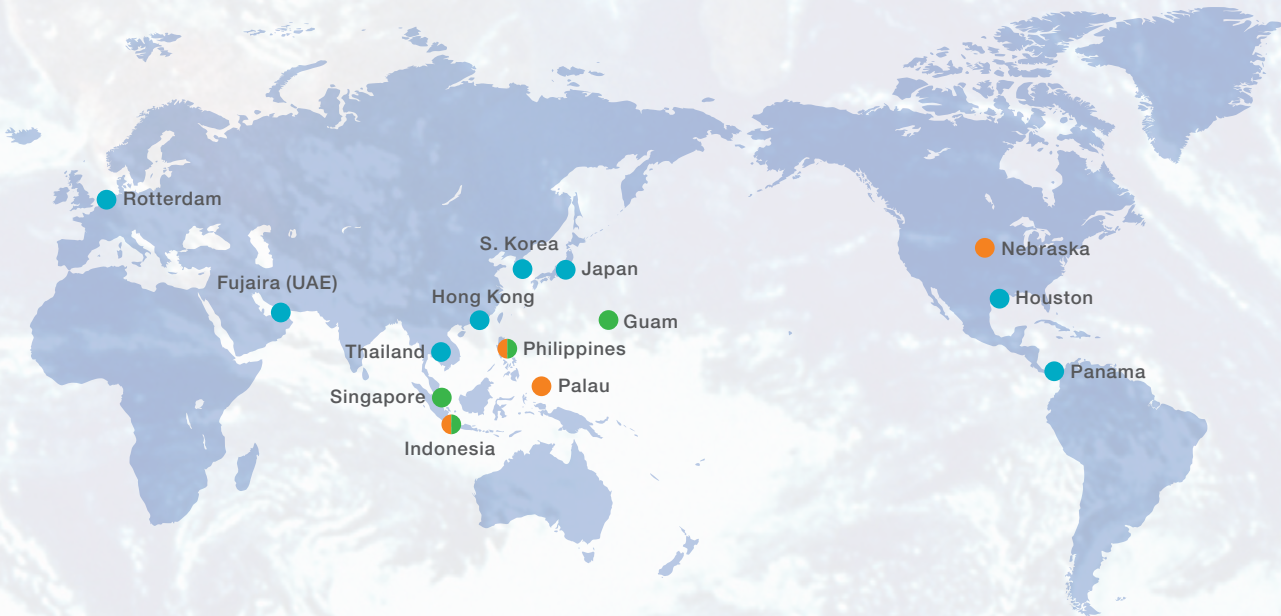 Rotterdam
S. Korea
Nebraska
Japan
Fujaira (UAE)
Hong Kong
Houston
Guam
Thailand
Philippines
Panama
Palau
Singapore
Indonesia